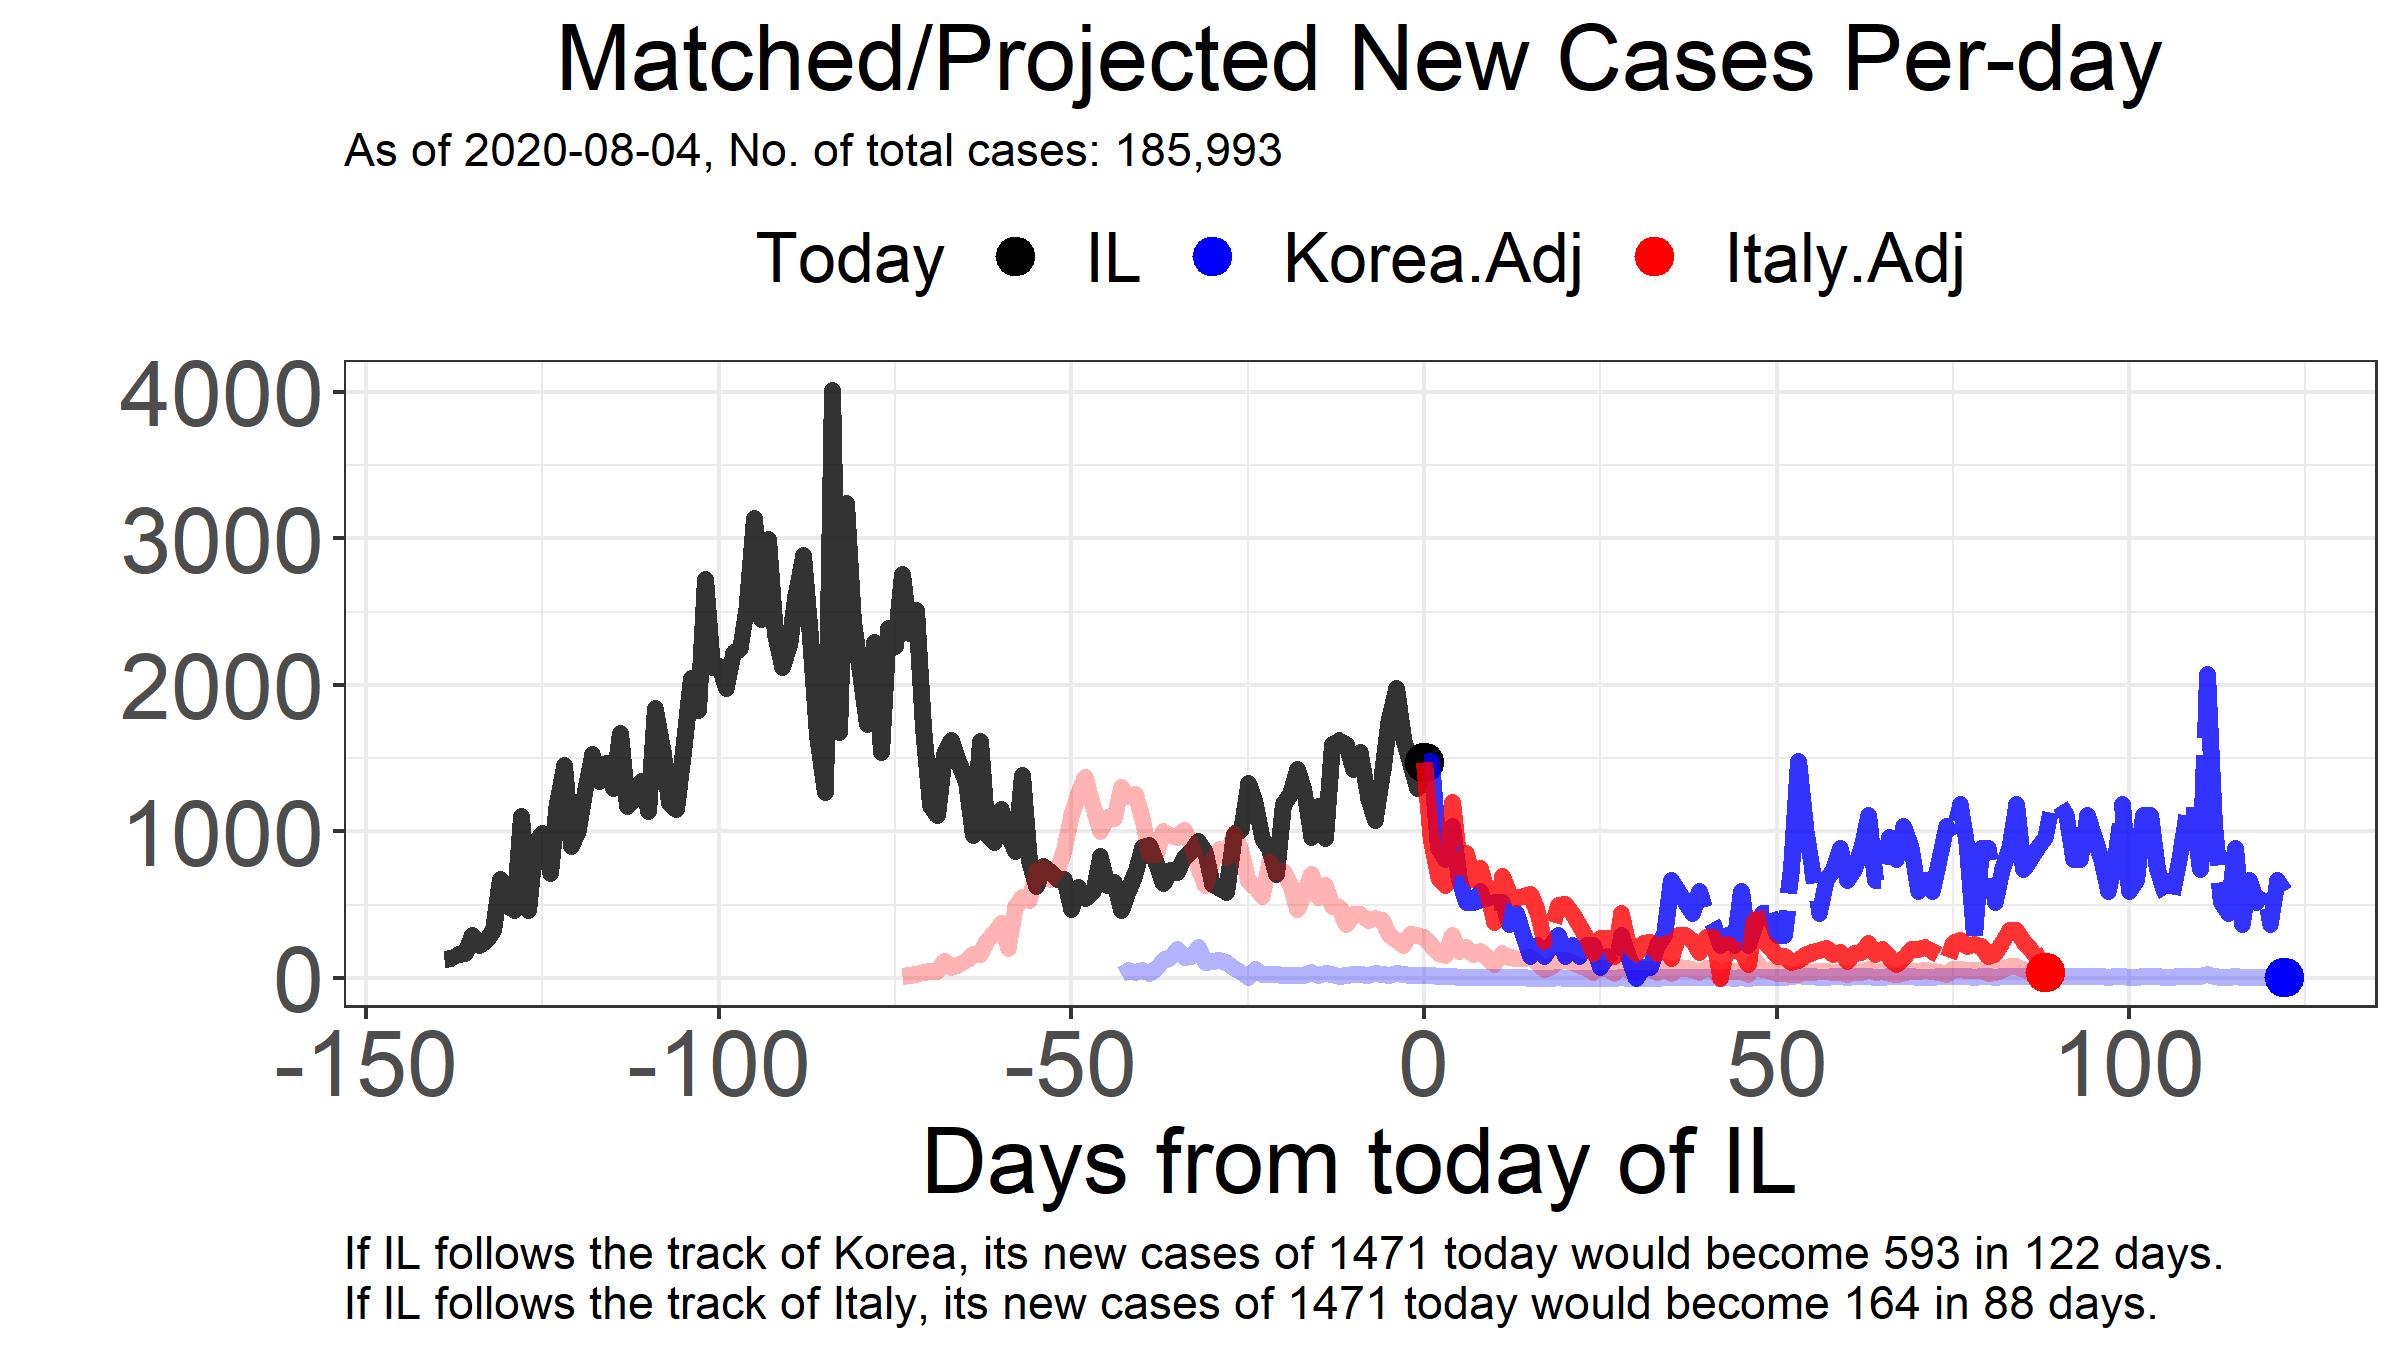 Matched/Projected New Cases Per-day
As of 2020-08-04, No. of total cases: 185,993
Today IL Korea.Adj Italy.Adj
4000
3000
2000
1000
0
-150 -100 -50 0 50 100
Days from today of IL
If IL follows the track of Korea, its new cases of 1471 today would become 593 in 122 days.
If IL follows the track of Italy, its new cases of 1471 today would become 164 in 88 days.